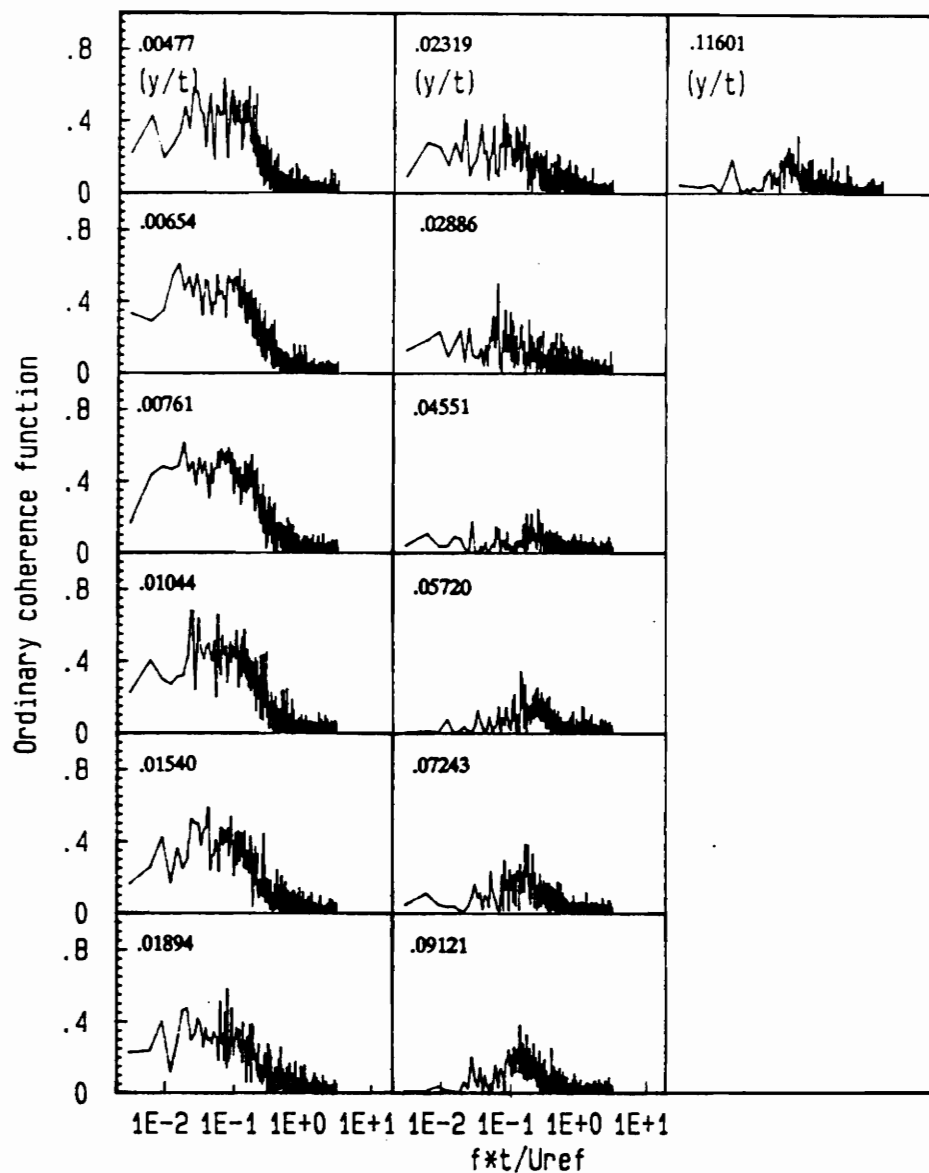 .8 .00477 .02319 .11601
(y/t) (y/t) (y/t)
.4
0
.8 .00654 .02886
.4
0
.8 .00761 .04551
.4
0
.8 .01044 .05720
.4
0
.8 .01540 .07243
.4
0
.8 .01894 .09121
.4
0
Ordinary coherence function
1E-2 1E-1 1E+0 1E+1 1E-2 1E-1 1E+0 1E+1
f*t/Uref